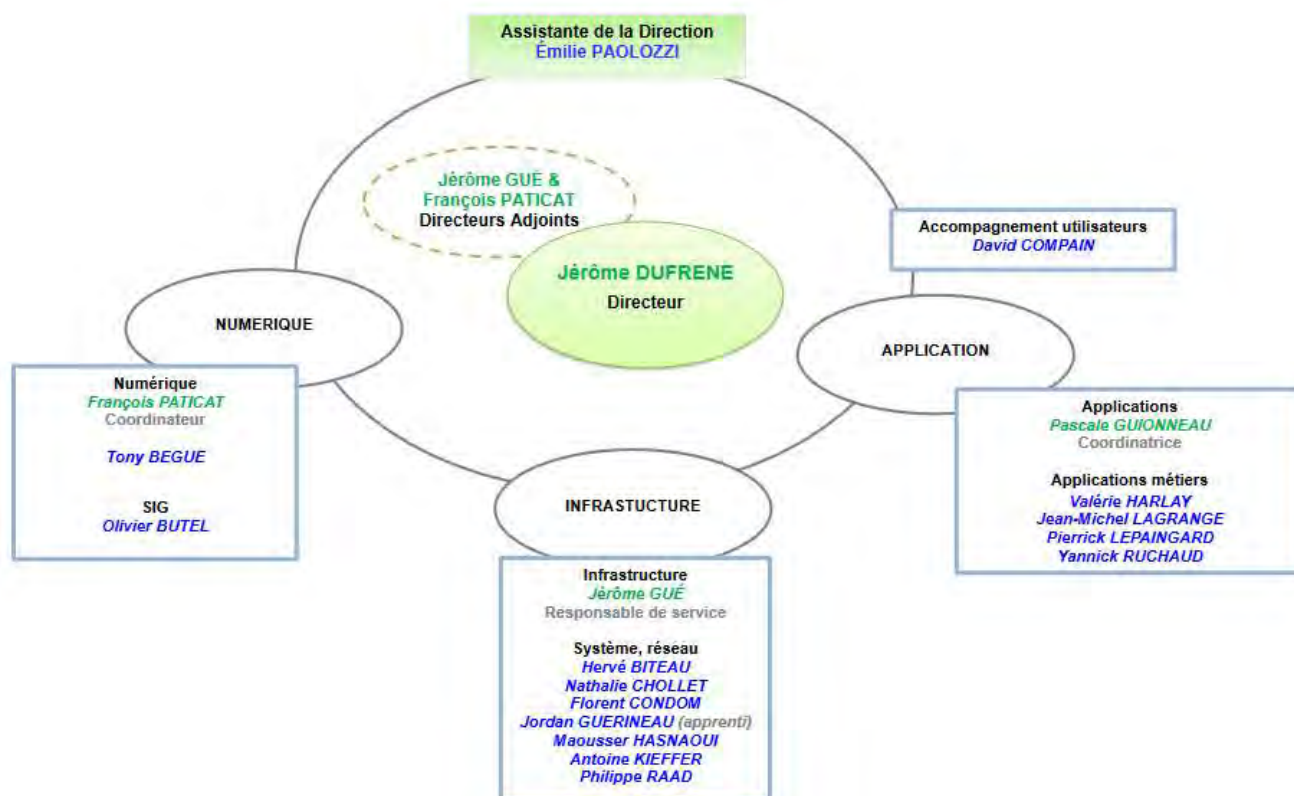 Assistante de la Direction
Émilie PAOLOZZI
Jérôme GUÉ &
François PATICAT
Directeurs Adjoints
Jérôme DUFRENE
Directeur
Accompagnement utilisateurs
David COMPAIN
NUMERIQUE
Numérique
François PATICAT
Coordinateur
Tony BEGUE
SIG
Olivier BUTEL
APPLICATION
Applications
Pascale GUIONNEAU
Coordinatrice
Applications métiers
Valérie HARLAY
Jean-Michel LAGRANGE
Pierrick LEPAINGARD
Yannick RUCHAUD
INFRASTUCTURE
Infrastructure
Jérôme GUÉ
Responsable de service
Système, réseau
Hervé BITEAU
Nathalie CHOLLET
Florent CONDOM
Jordan GUERINEAU (apprenti)
Maousser HASNAOUI
Antoine KIEFFER
Philippe RAAD